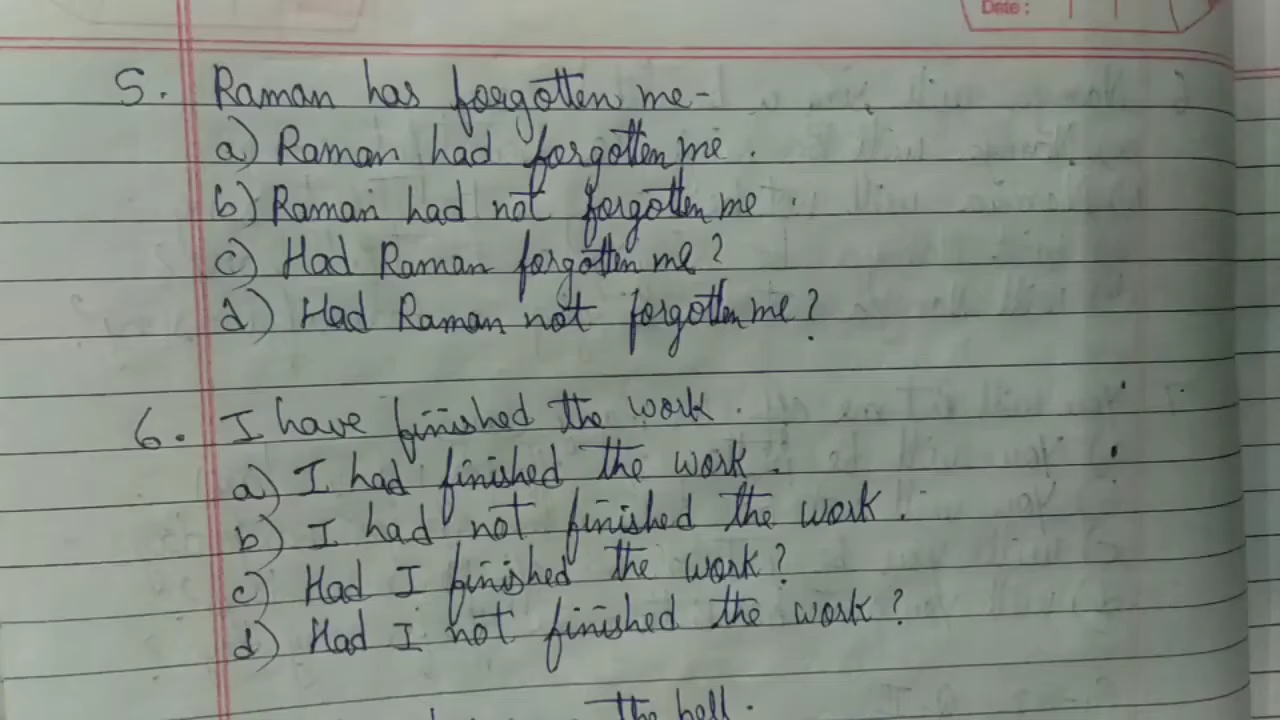 Date :
5. Raman has forgotten me-
a) Raman had forgotten me.
b) Raman had not forgotten me.
c) Had Raman forgotten me?
d) Had Raman not forgotten me?
6. I have finished the work.
a) I had finished the work.
b) I had not finished the work.
c) Had I finished the work?
d) Had I not finished the work?
the bell.